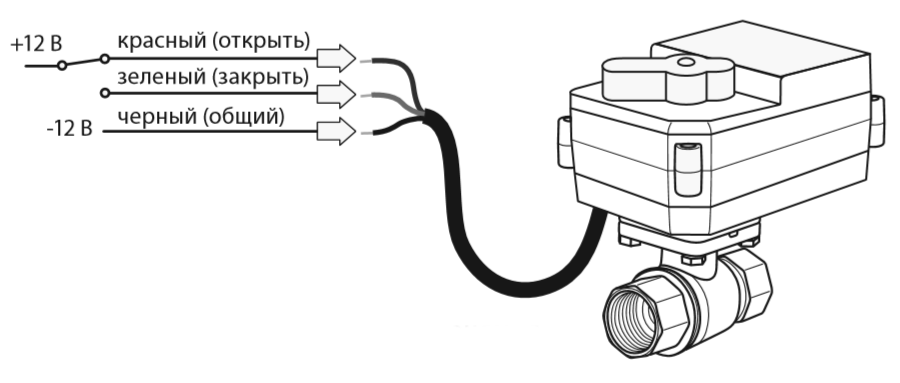 +12 В
красный (открыть)
зеленый (закрыть)
-12 В
черный (общий)